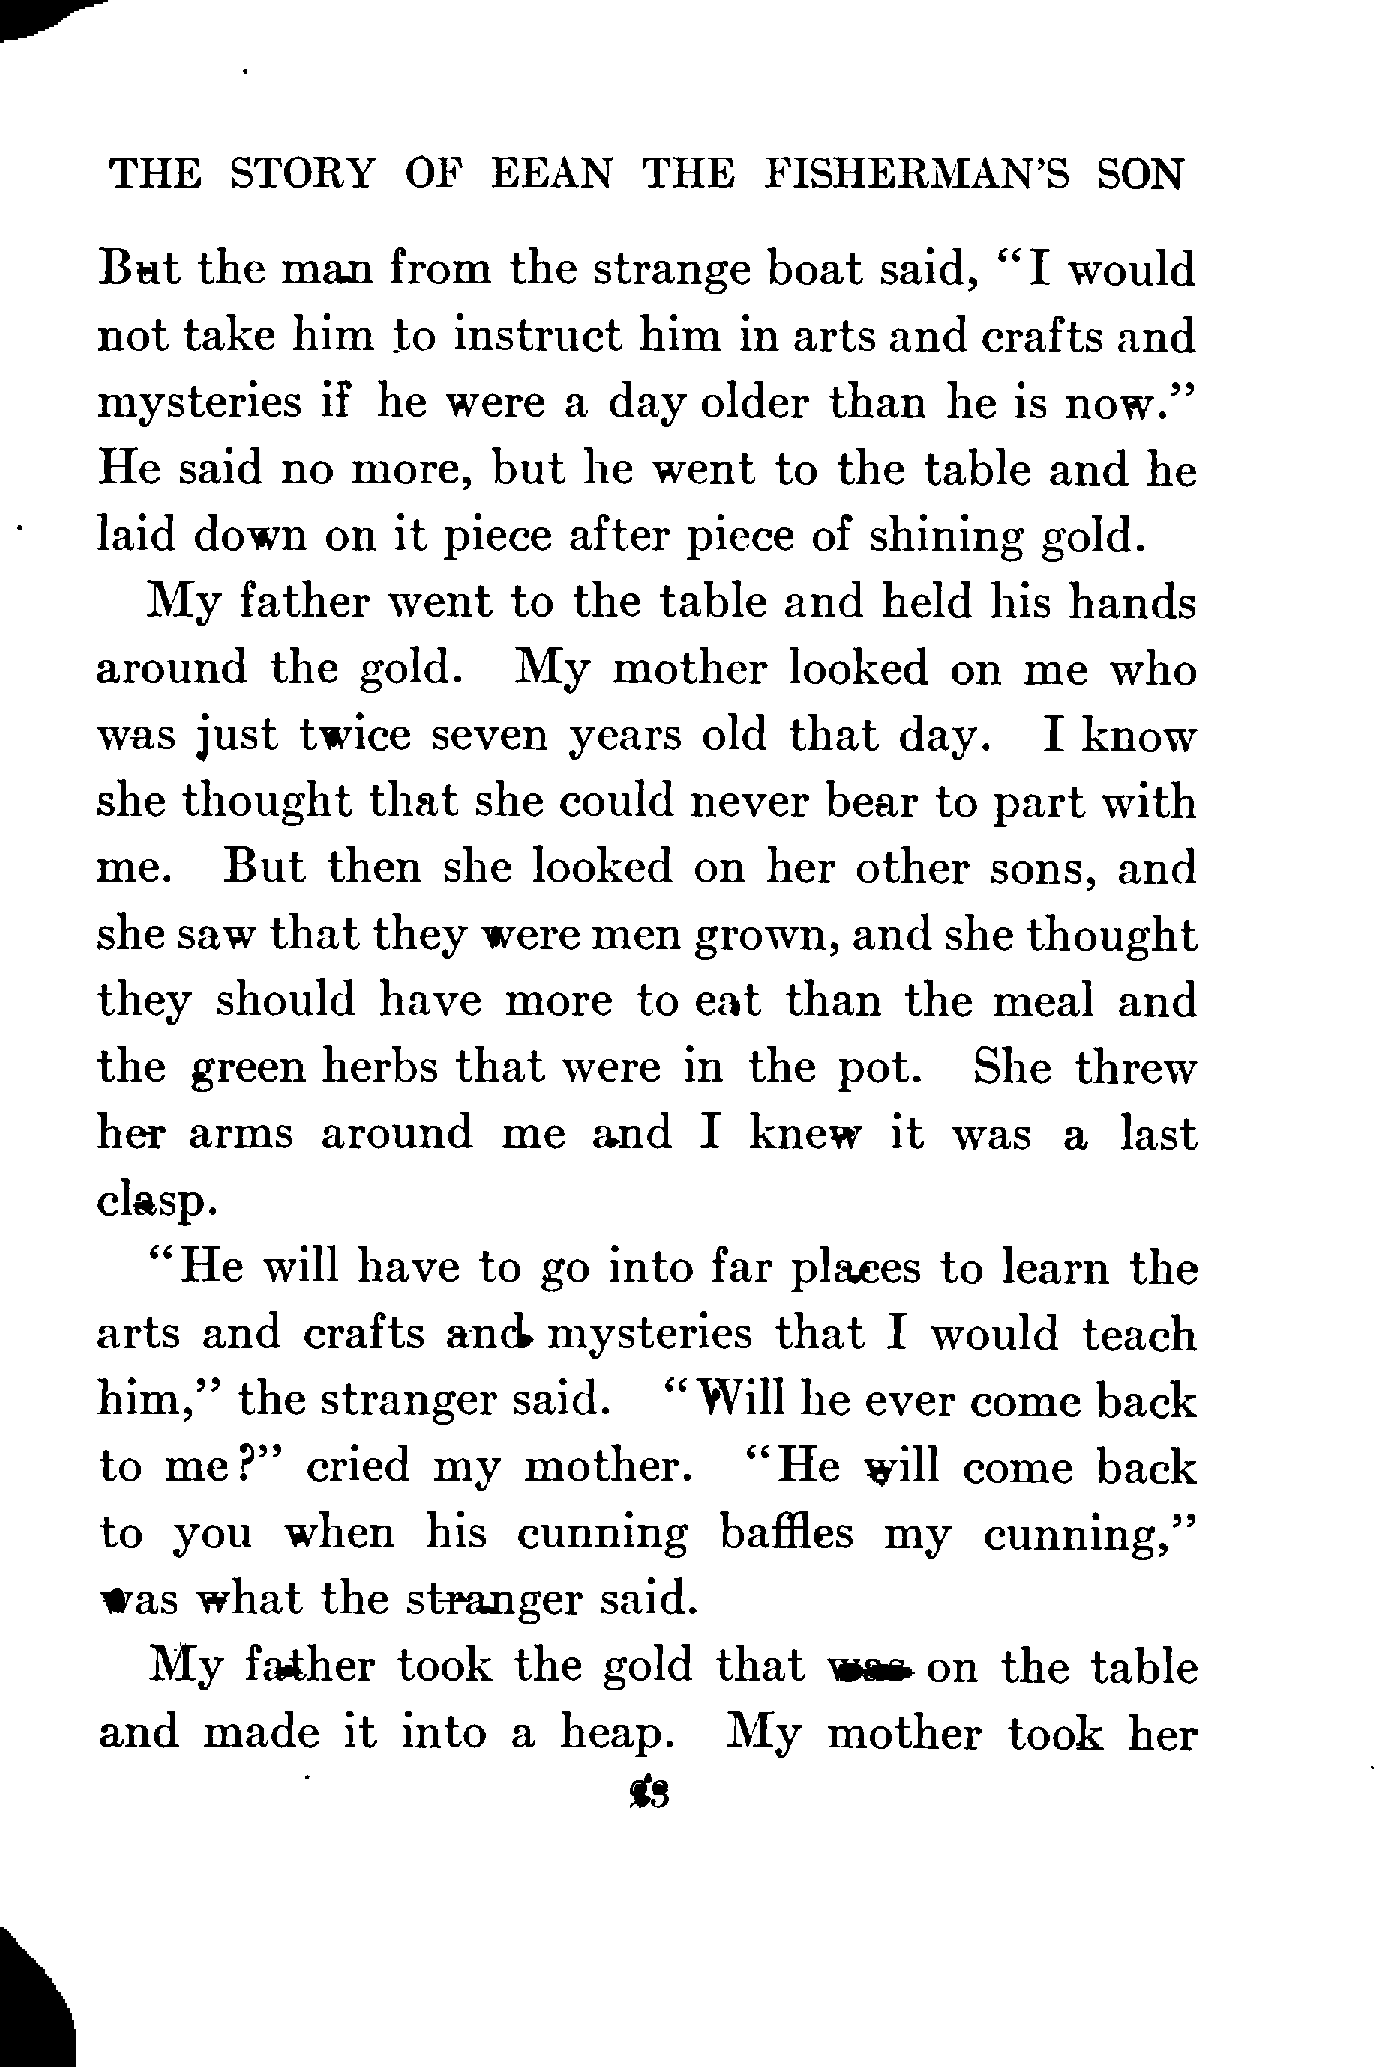 THE STORY OF EEAN THE FISHERMAN'S SON
But the man from the strange boat said, "I would
not take him to instruct him in arts and crafts and
mysteries if he were a day older than he is now."
He said no more, but he went to the table and he
laid down on it piece after piece of shining gold.
My father went to the table and held his hands
around the gold. My mother looked on me who
was just twice seven years old that day. I know
she thought that she could never bear to part with
me. But then she looked on her other sons, and
she saw that they were men grown, and she thought
they should have more to eat than the meal and
the green herbs that were in the pot. She threw
her arms around me and I knew it was a last
clasp.
"He will have to go into far places to learn the
arts and crafts and mysteries that I would teach
him," the stranger said. "Will he ever come back
to me?" cried my mother. "He will come back
to you when his cunning baffles my cunning,"
was what the stranger said.
My father took the gold that was on the table
and made it into a heap. My mother took her